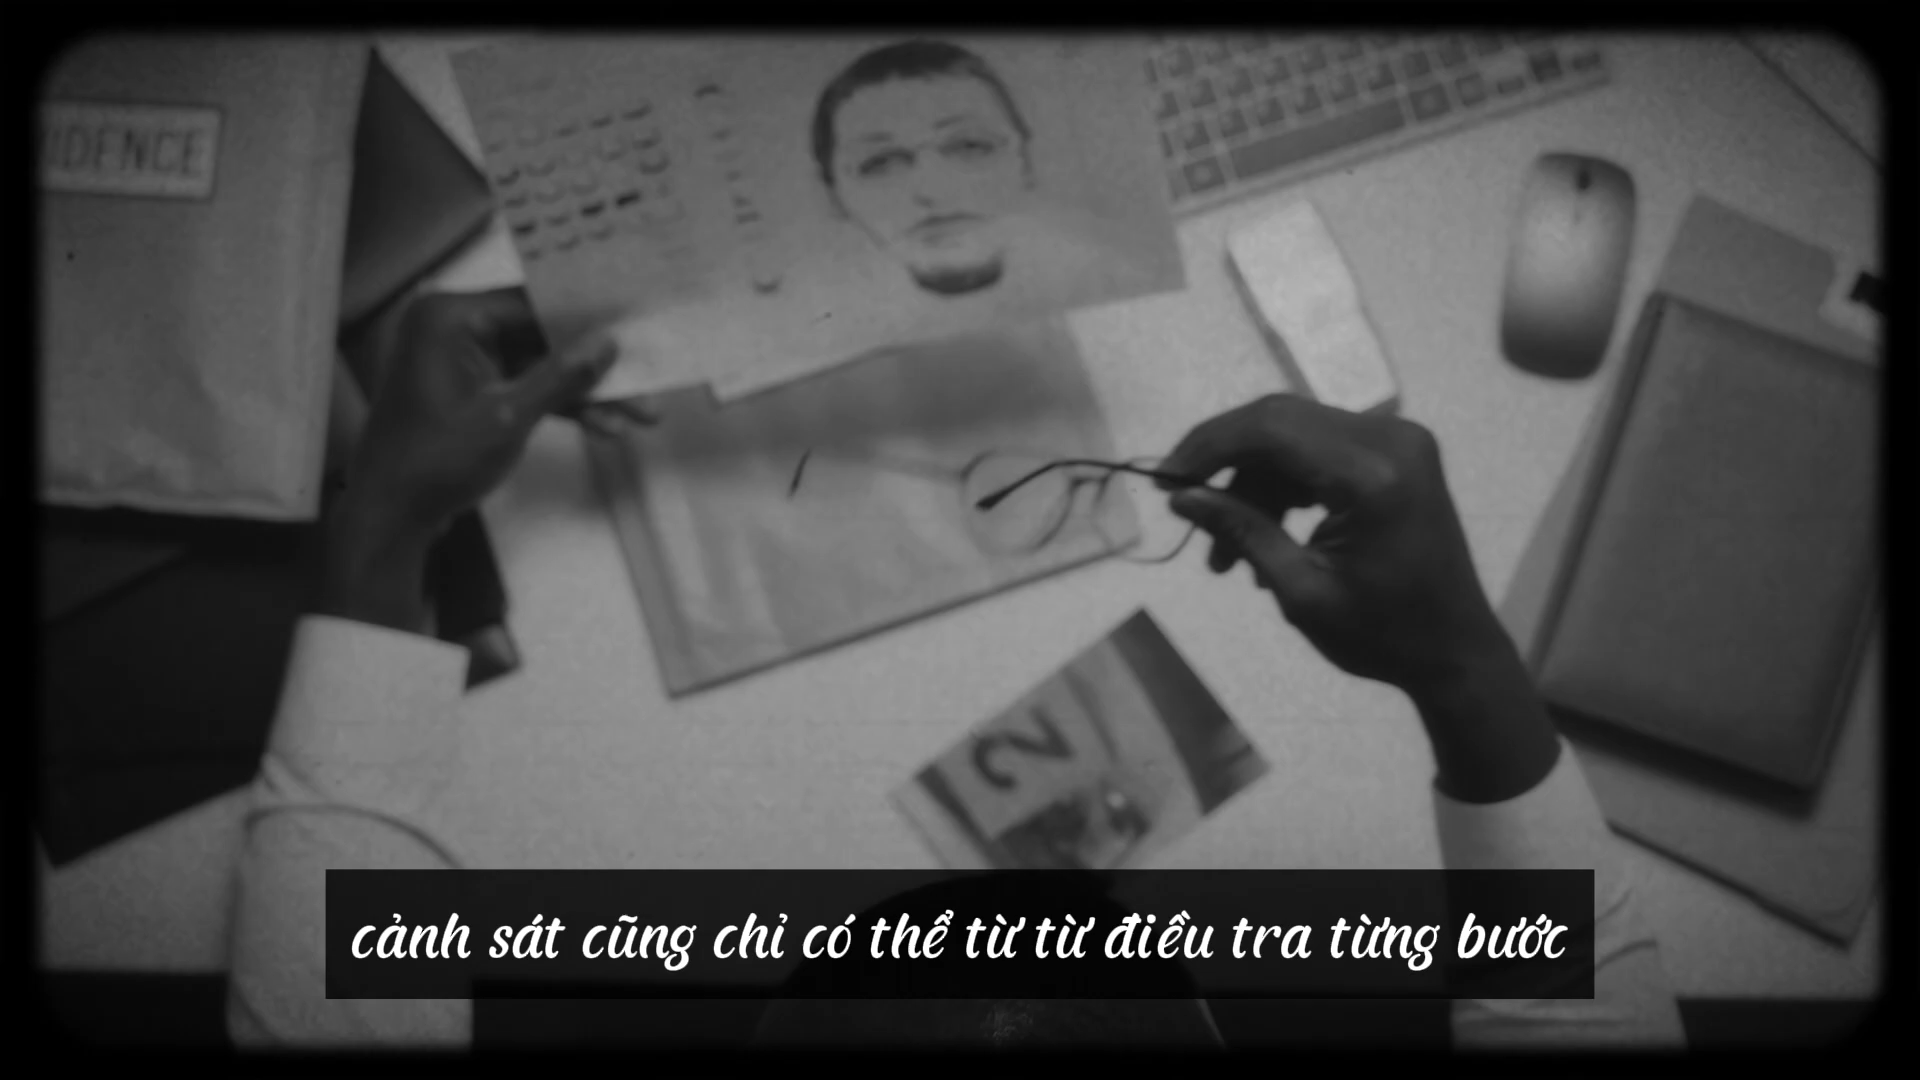 IDENCE
2
cảnh sát cũng chỉ có thể từ từ điều tra từng bước